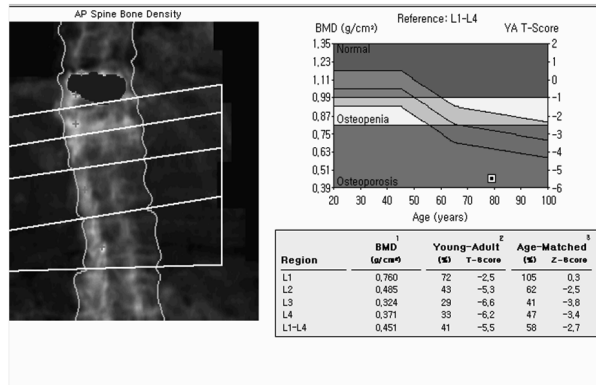 AP Spine Bone Density
Reference: L1-L4
BMD (g/cm²) YA T-Score
1,35 2
Normal
1,23 1
1,11 0
0,99 -1
0,87 -2
Osteopenia
0,75 -3
0,63 -4
0,51 -5
Osteoporosis
0,39 -6
20 30 40 50 60 70 80 90 100
Age (years)
BMD 1 Young-Adult 2 Age-Matched 3
Region (g/cm²) (%) T-Score (%) Z-Score
L1 0,760 72 -2,5 105 0,3
L2 0,485 43 -5,3 62 -2,5
L3 0,324 29 -6,6 41 -3,8
L4 0,371 33 -6,2 47 -3,4
L1-L4 0,451 41 -5,5 58 -2,7